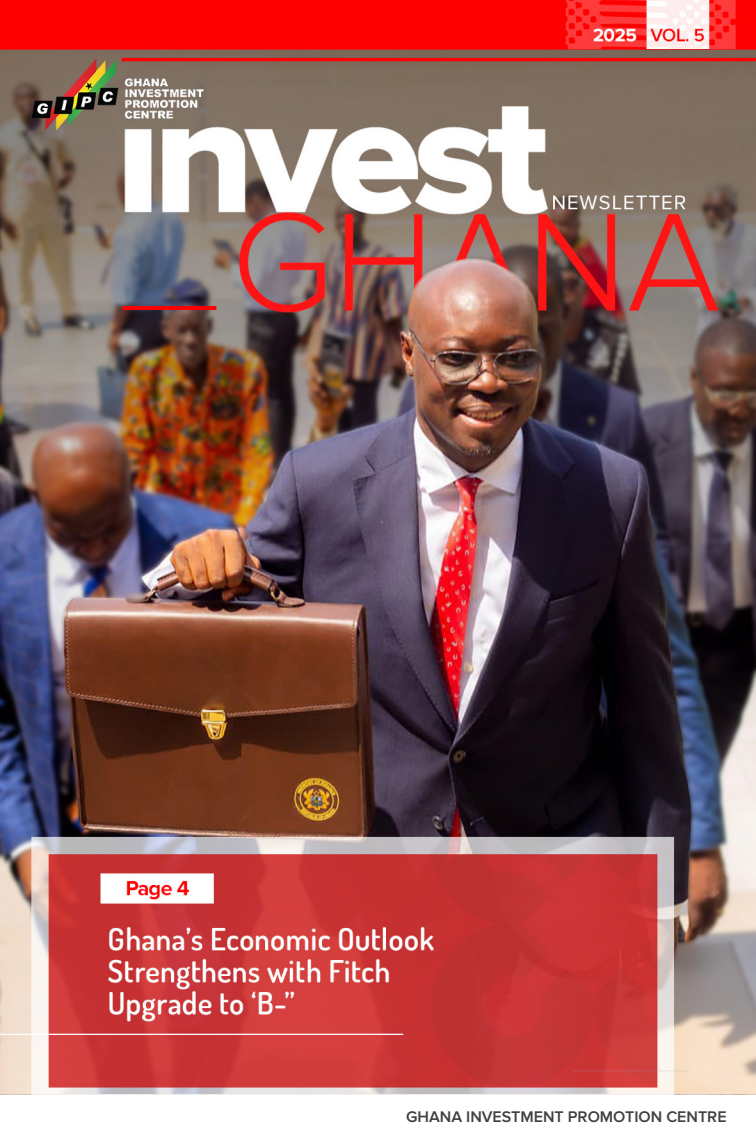 2025 VOL. 5
GIPC
GHANA
INVESTMENT
PROMOTION
CENTRE
invest
NEWSLETTER
GHANA
Page 4
Ghana’s Economic Outlook
Strengthens with Fitch
Upgrade to ‘B-”
GHANA INVESTMENT PROMOTION CENTRE